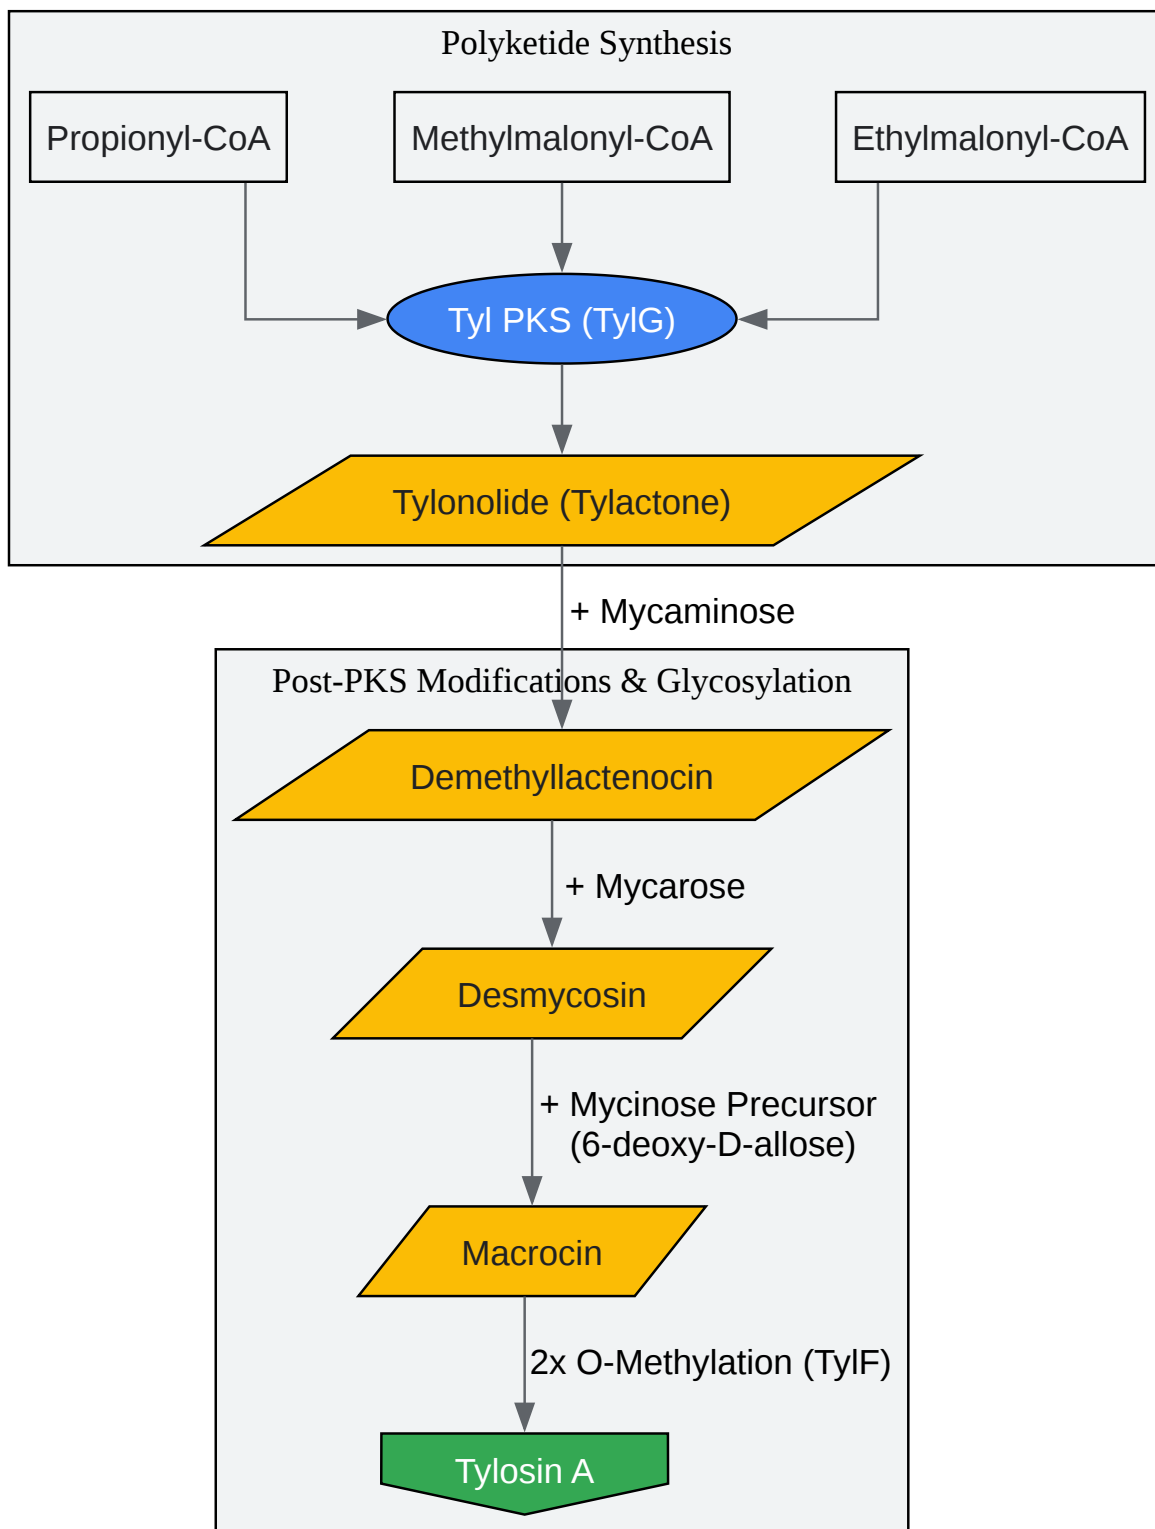 Polyketide Synthesis
Propionyl-CoA
Methylmalonyl-CoA
Ethylmalonyl-CoA
Tyl PKS (TylG)
Tylonolide (Tylactone)
+ Mycaminose
Post-PKS Modifications & Glycosylation
Demethyllactenocin
+ Mycarose
Desmycosin
+ Mycinose Precursor
(6-deoxy-D-allose)
Macrocin
2x O-Methylation (TylF)
Tylosin A